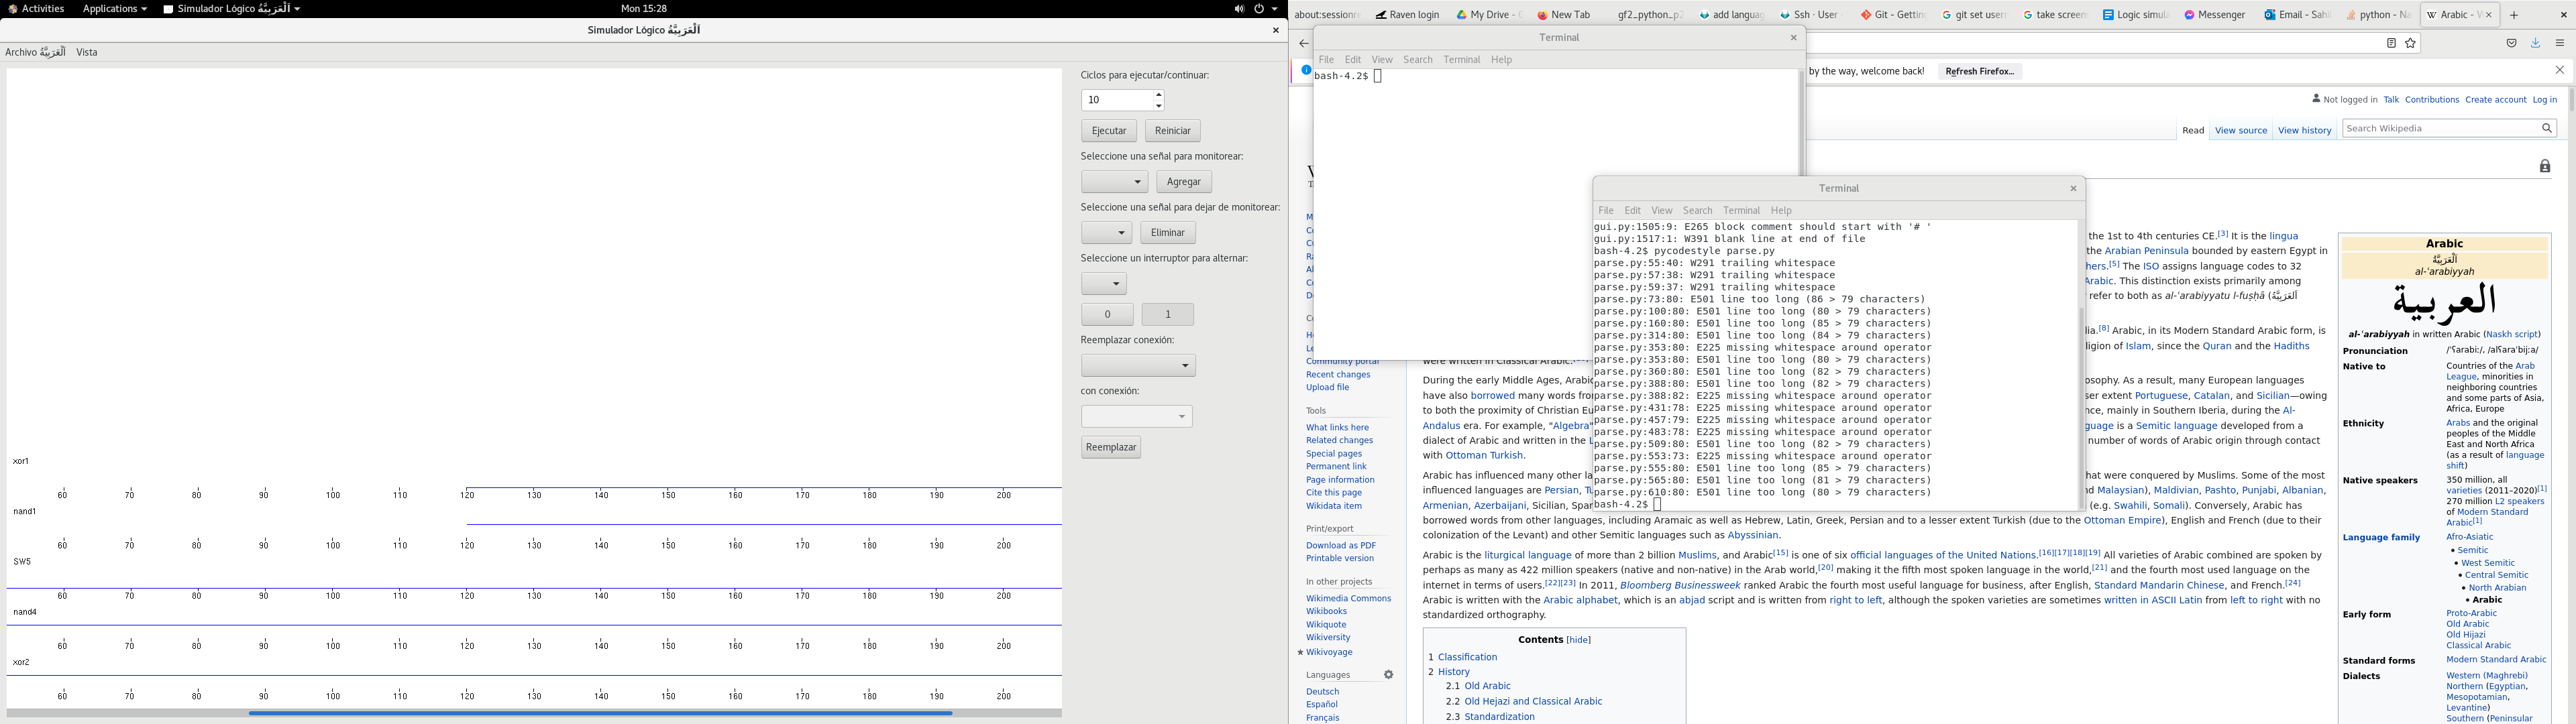 Activities Applications Simulador Lógico اَلْعَرَبِيَّةُ Mon 15:28
Simulador Lógico اَلْعَرَبِيَّةُ
Archivo اَلْعَرَبِيَّةُ Vista
Ciclos para ejecutar/continuar:
10
Ejecutar Reiniciar
Seleccione una señal para monitorear:
Agregar
Seleccione una señal para dejar de monitorear:
Eliminar
Seleccione un interruptor para alternar:
0 1
Reemplazar conexión:
con conexión:
Reemplazar
xor1
60 70 80 90 100 110 120 130 140 150 160 170 180 190 200
nand1
60 70 80 90 100 110 120 130 140 150 160 170 180 190 200
SW5
60 70 80 90 100 110 120 130 140 150 160 170 180 190 200
nand4
60 70 80 90 100 110 120 130 140 150 160 170 180 190 200
xor2
60 70 80 90 100 110 120 130 140 150 160 170 180 190 200
about:sessionre Raven login My Drive - G New Tab gf2_python_p2 add languag Ssh · User Git - Gettin git set user take screen Logic simula Messenger Email - Sahi python - Na Arabic - W
by the way, welcome back! Refresh Firefox...
Terminal
File Edit View Search Terminal Help
bash-4.2$
Terminal
File Edit View Search Terminal Help
gui.py:1505:9: E265 block comment should start with '# '
gui.py:1517:1: W391 blank line at end of file
bash-4.2$ pycodestyle parse.py
parse.py:55:40: W291 trailing whitespace
parse.py:57:38: W291 trailing whitespace
parse.py:59:37: W291 trailing whitespace
parse.py:73:80: E501 line too long (86 > 79 characters)
parse.py:100:80: E501 line too long (80 > 79 characters)
parse.py:160:80: E501 line too long (85 > 79 characters)
parse.py:314:80: E501 line too long (84 > 79 characters)
parse.py:353:80: E225 missing whitespace around operator
parse.py:353:80: E501 line too long (80 > 79 characters)
parse.py:360:80: E501 line too long (82 > 79 characters)
parse.py:388:80: E501 line too long (82 > 79 characters)
parse.py:388:82: E225 missing whitespace around operator
parse.py:431:78: E225 missing whitespace around operator
parse.py:457:79: E225 missing whitespace around operator
parse.py:483:78: E225 missing whitespace around operator
parse.py:509:80: E501 line too long (82 > 79 characters)
parse.py:553:73: E225 missing whitespace around operator
parse.py:555:80: E501 line too long (85 > 79 characters)
parse.py:565:80: E501 line too long (81 > 79 characters)
parse.py:610:80: E501 line too long (80 > 79 characters)
bash-4.2$
Not logged in Talk Contributions Create account Log in
Read View source View history Search Wikipedia
Community portal
Recent changes
Upload file
Tools
What links here
Related changes
Special pages
Permanent link
Page information
Cite this page
Wikidata item
Print/export
Download as PDF
Printable version
In other projects
Wikimedia Commons
Wikibooks
Wikiquote
Wikiversity
Wikivoyage
Languages
Deutsch
Español
Français
the 1st to 4th centuries CE.[3] It is the lingua
the Arabian Peninsula bounded by eastern Egypt in
hers.[5] The ISO assigns language codes to 32
Arabic. This distinction exists primarily among
refer to both as al-ʿarabiyyatu l-fuṣḥā (اَلعَرَبِيَّةُ
lia.[8] Arabic, in its Modern Standard Arabic form, is
ligion of Islam, since the Quran and the Hadiths
were written in Classical Arabic.
During the early Middle Ages, Arabic
osophy. As a result, many European languages
have also borrowed many words from
ser extent Portuguese, Catalan, and Sicilian—owing
to both the proximity of Christian Eu
nce, mainly in Southern Iberia, during the Al-
Andalus era. For example, "Algebra"
guage is a Semitic language developed from a
dialect of Arabic and written in the L
number of words of Arabic origin through contact
with Ottoman Turkish.
Arabic has influenced many other la
hat were conquered by Muslims. Some of the most
influenced languages are Persian, Tu
nd Malaysian), Maldivian, Pashto, Punjabi, Albanian,
Armenian, Azerbaijani, Sicilian, Span
(e.g. Swahili, Somali). Conversely, Arabic has
borrowed words from other languages, including Aramaic as well as Hebrew, Latin, Greek, Persian and to a lesser extent Turkish (due to the Ottoman Empire), English and French (due to their
colonization of the Levant) and other Semitic languages such as Abyssinian.
Arabic is the liturgical language of more than 2 billion Muslims, and Arabic[15] is one of six official languages of the United Nations.[16][17][18][19] All varieties of Arabic combined are spoken by
perhaps as many as 422 million speakers (native and non-native) in the Arab world,[20] making it the fifth most spoken language in the world,[21] and the fourth most used language on the
internet in terms of users.[22][23] In 2011, Bloomberg Businessweek ranked Arabic the fourth most useful language for business, after English, Standard Mandarin Chinese, and French.[24]
Arabic is written with the Arabic alphabet, which is an abjad script and is written from right to left, although the spoken varieties are sometimes written in ASCII Latin from left to right with no
standardized orthography.
Contents [hide]
1 Classification
2 History
2.1 Old Arabic
2.2 Old Hejazi and Classical Arabic
2.3 Standardization
Arabic
اَلْعَرَبِيَّةُ
al-ʿarabiyyah
العربية
al-ʿarabiyyah in written Arabic (Naskh script)
Pronunciation /ˈʕarabiː/, /alʕaraˈbijːa/
Native to Countries of the Arab
League, minorities in
neighboring countries
and some parts of Asia,
Africa, Europe
Ethnicity Arabs and the original
peoples of the Middle
East and North Africa
(as a result of language
shift)
Native speakers 350 million, all
varieties (2011–2020)[1]
270 million L2 speakers
of Modern Standard
Arabic[1]
Language family Afro-Asiatic
• Semitic
• West Semitic
• Central Semitic
• North Arabian
• Arabic
Early form Proto-Arabic
Old Arabic
Old Hijazi
Classical Arabic
Standard forms Modern Standard Arabic
Dialects Western (Maghrebi)
Northern (Egyptian,
Mesopotamian,
Levantine)
Southern (Peninsular